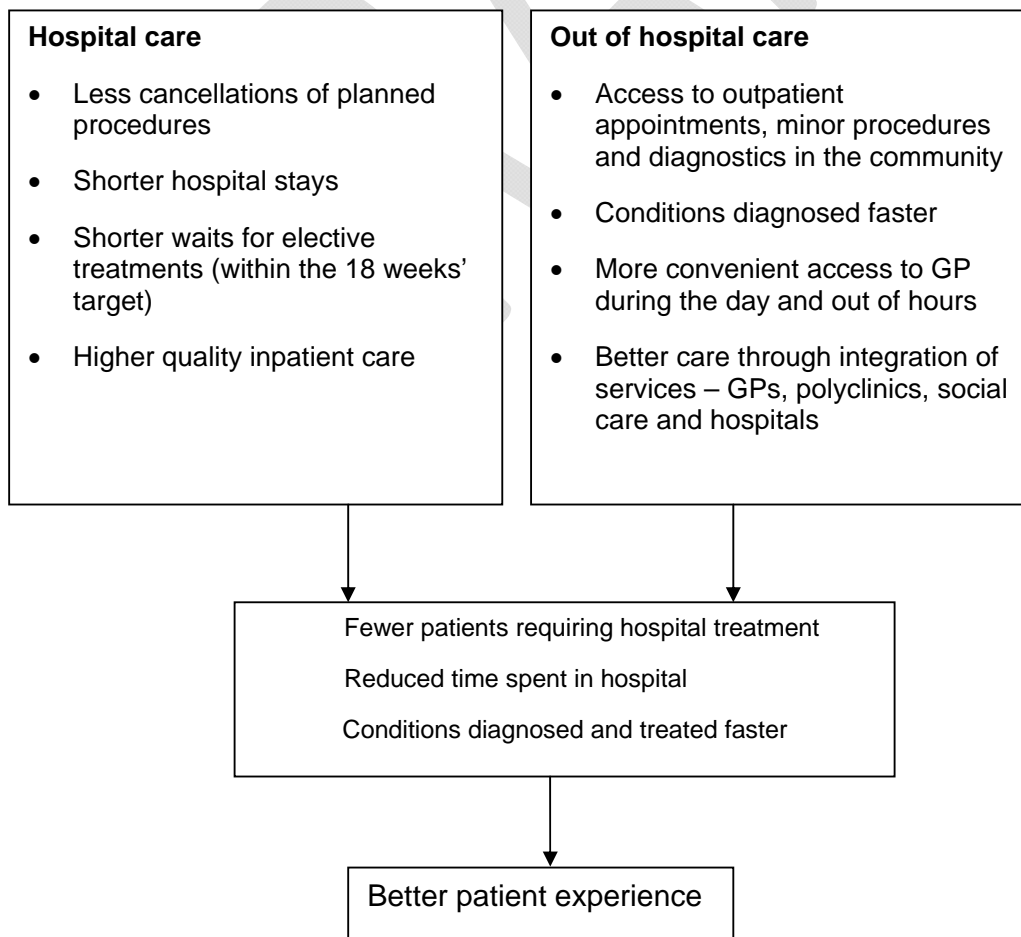 Hospital care
• Less cancellations of planned
procedures
• Shorter hospital stays
• Shorter waits for elective
treatments (within the 18 weeks’
target)
• Higher quality inpatient care
Out of hospital care
• Access to outpatient
appointments, minor procedures
and diagnostics in the community
• Conditions diagnosed faster
• More convenient access to GP
during the day and out of hours
• Better care through integration of
services – GPs, polyclinics, social
care and hospitals
Fewer patients requiring hospital treatment
Reduced time spent in hospital
Conditions diagnosed and treated faster
Better patient experience